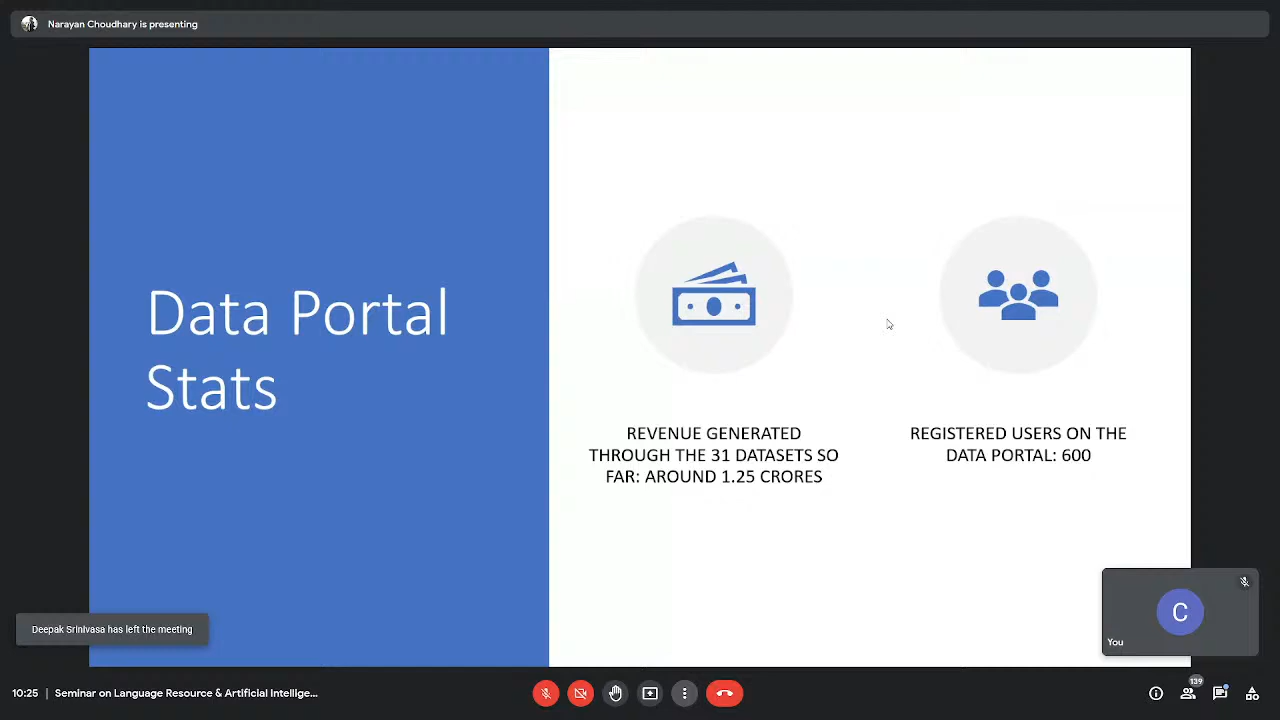 Narayan Choudhary is presenting
Data Portal
Stats
REVENUE GENERATED
THROUGH THE 31 DATASETS SO
FAR: AROUND 1.25 CRORES
REGISTERED USERS ON THE
DATA PORTAL: 600
Deepak Srinivasa has left the meeting
C
You
10:25 | Seminar on Language Resource & Artificial Intellige...
139